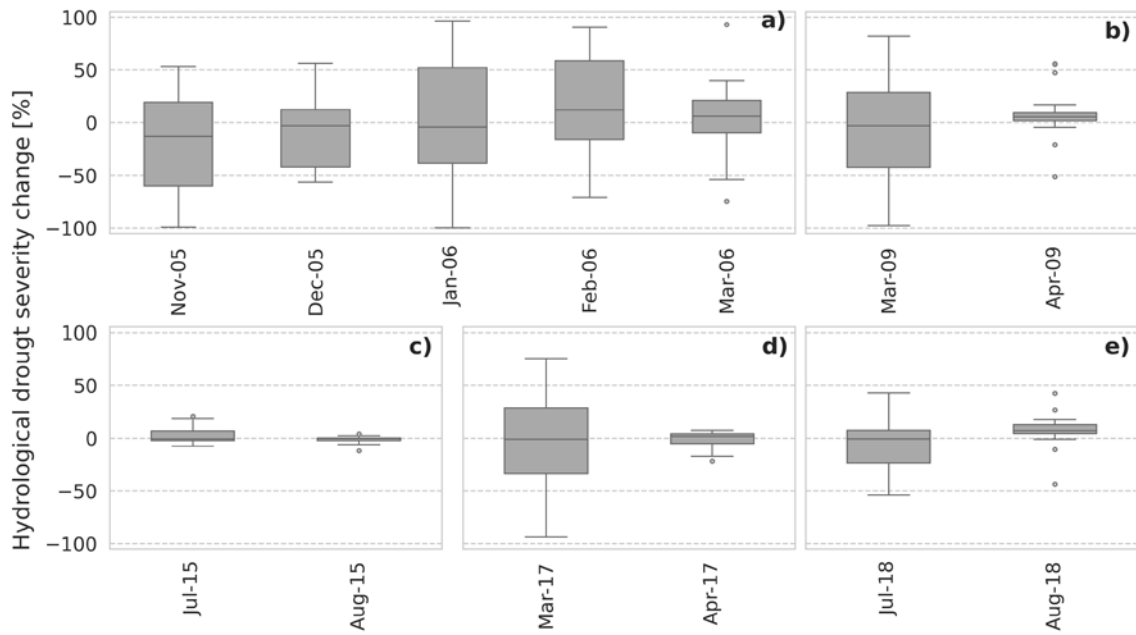 Hydrological drougt severity change [%]
100
50
0
−50
−100
a)
b)
Nov-05
Dec-05
Jan-06
Feb-06
Mar-06
Mar-09
Apr-09
100
50
0
−50
−100
c)
d)
e)
Jul-15
Aug-15
Mar-17
Apr-17
Jul-18
Aug-18